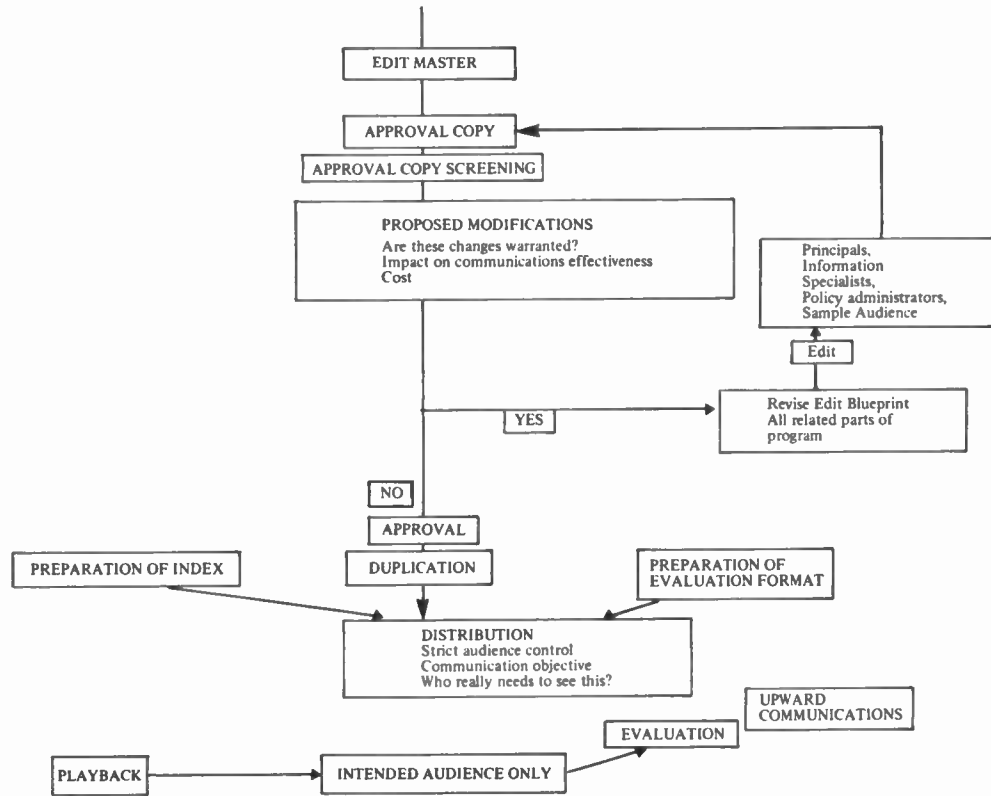 EDIT MASTER
APPROVAL COPY
APPROVAL COPY SCREENING
PROPOSED MODIFICATIONS
Are these changes warranted?
Impact on communications effectiveness
Cost
Principals,
Information
Specialists,
Policy administrators,
Sample Audience
Edit
Revise Edit Blueprint
All related parts of
program
YES
NO
APPROVAL
DUPLICATION
PREPARATION OF INDEX
PREPARATION OF
EVALUATION FORMAT
DISTRIBUTION
Strict audience control
Communication objective
Who really needs to see this?
UPWARD
COMMUNICATIONS
EVALUATION
PLAYBACK
INTENDED AUDIENCE ONLY